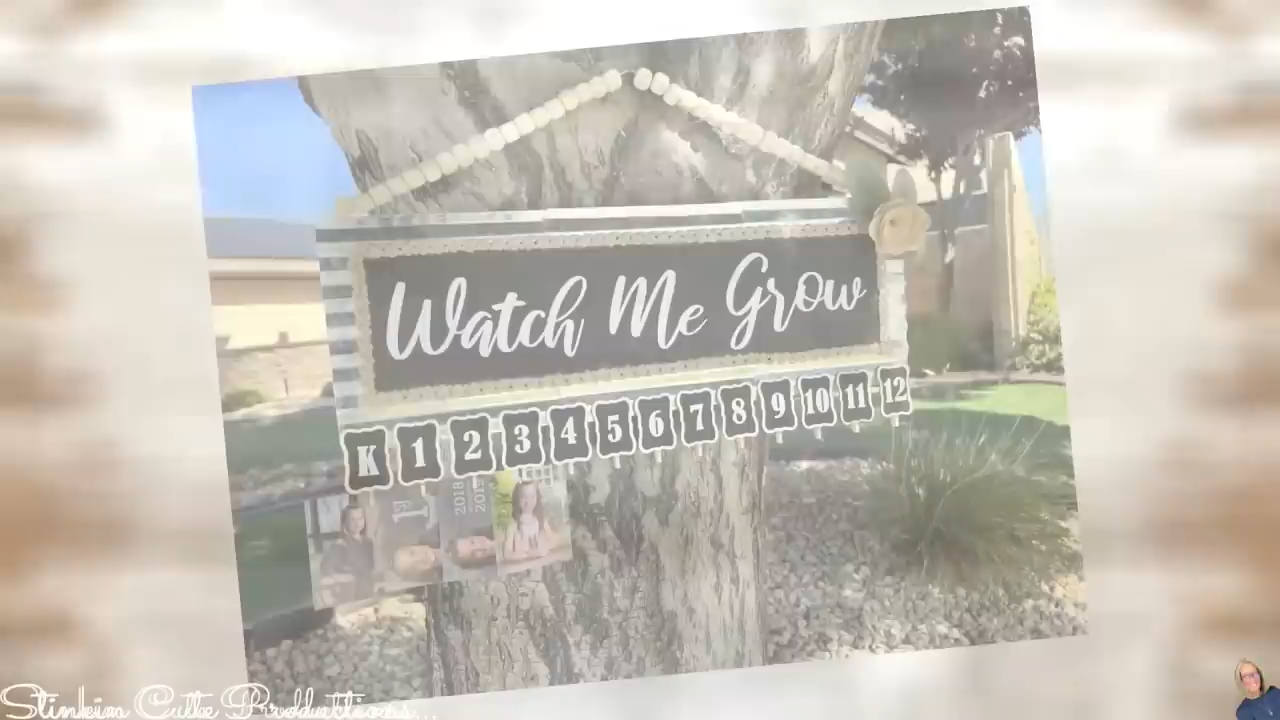 Watch Me Grow
K 1 2 3 4 5 6 7 8 9 10 11 12
2018
2019
Stinkin Cute Productions...